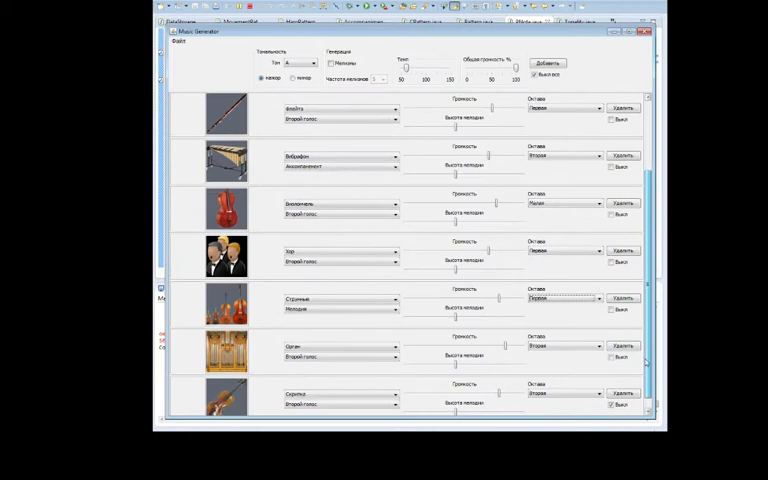 Music Generator
Файл
Тональность
Генерация
Темп
Общая громкость %
Тон A
Мелизмы
Добавить
мажор
минор
Частота мелизмов 5
50 100 150
0 50 100
Выкл все
Громкость
Октава
Флейта
Первая
Удалить
Второй голос
Высота мелодии
Выкл
Громкость
Октава
Вибрафон
Вторая
Удалить
Аккомпанемент
Высота мелодии
Выкл
Громкость
Октава
Виолончель
Малая
Удалить
Второй голос
Высота мелодии
Выкл
Громкость
Октава
Хор
Первая
Удалить
Второй голос
Высота мелодии
Выкл
Громкость
Октава
Струнные
Первая
Удалить
Мелодия
Высота мелодии
Выкл
Громкость
Октава
Орган
Вторая
Удалить
Второй голос
Высота мелодии
Выкл
Громкость
Октава
Скрипка
Вторая
Удалить
Второй голос
Высота мелодии
Выкл